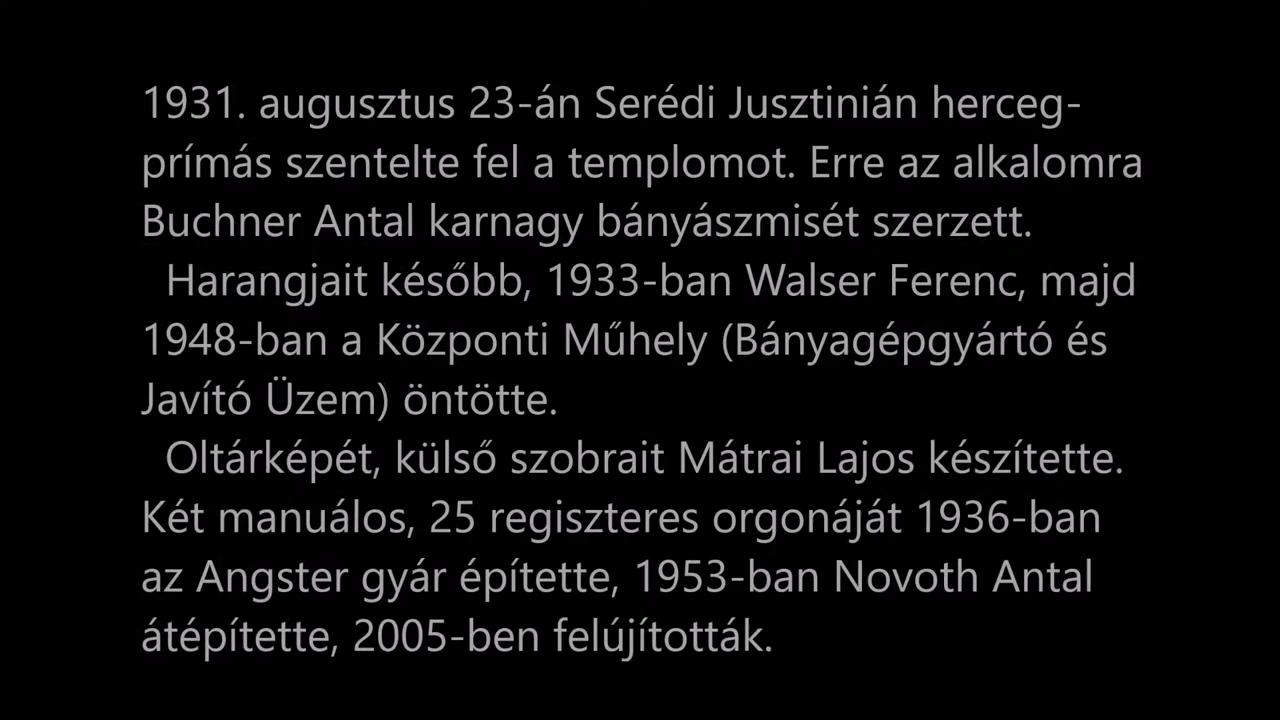 1931. augusztus 23-án Serédi Jusztinián herceg-
prímás szentelte fel a templomot. Erre az alkalomra
Buchner Antal karnagy bányászmisét szerzett.
Harangjait később, 1933-ban Walser Ferenc, majd
1948-ban a Központi Műhely (Bányagépgyártó és
Javító Üzem) öntötte.
Oltárképét, külső szobrait Mátrai Lajos készítette.
Két manuálos, 25 regiszteres orgonáját 1936-ban
az Angster gyár építette, 1953-ban Novoth Antal
átépítette, 2005-ben felújították.